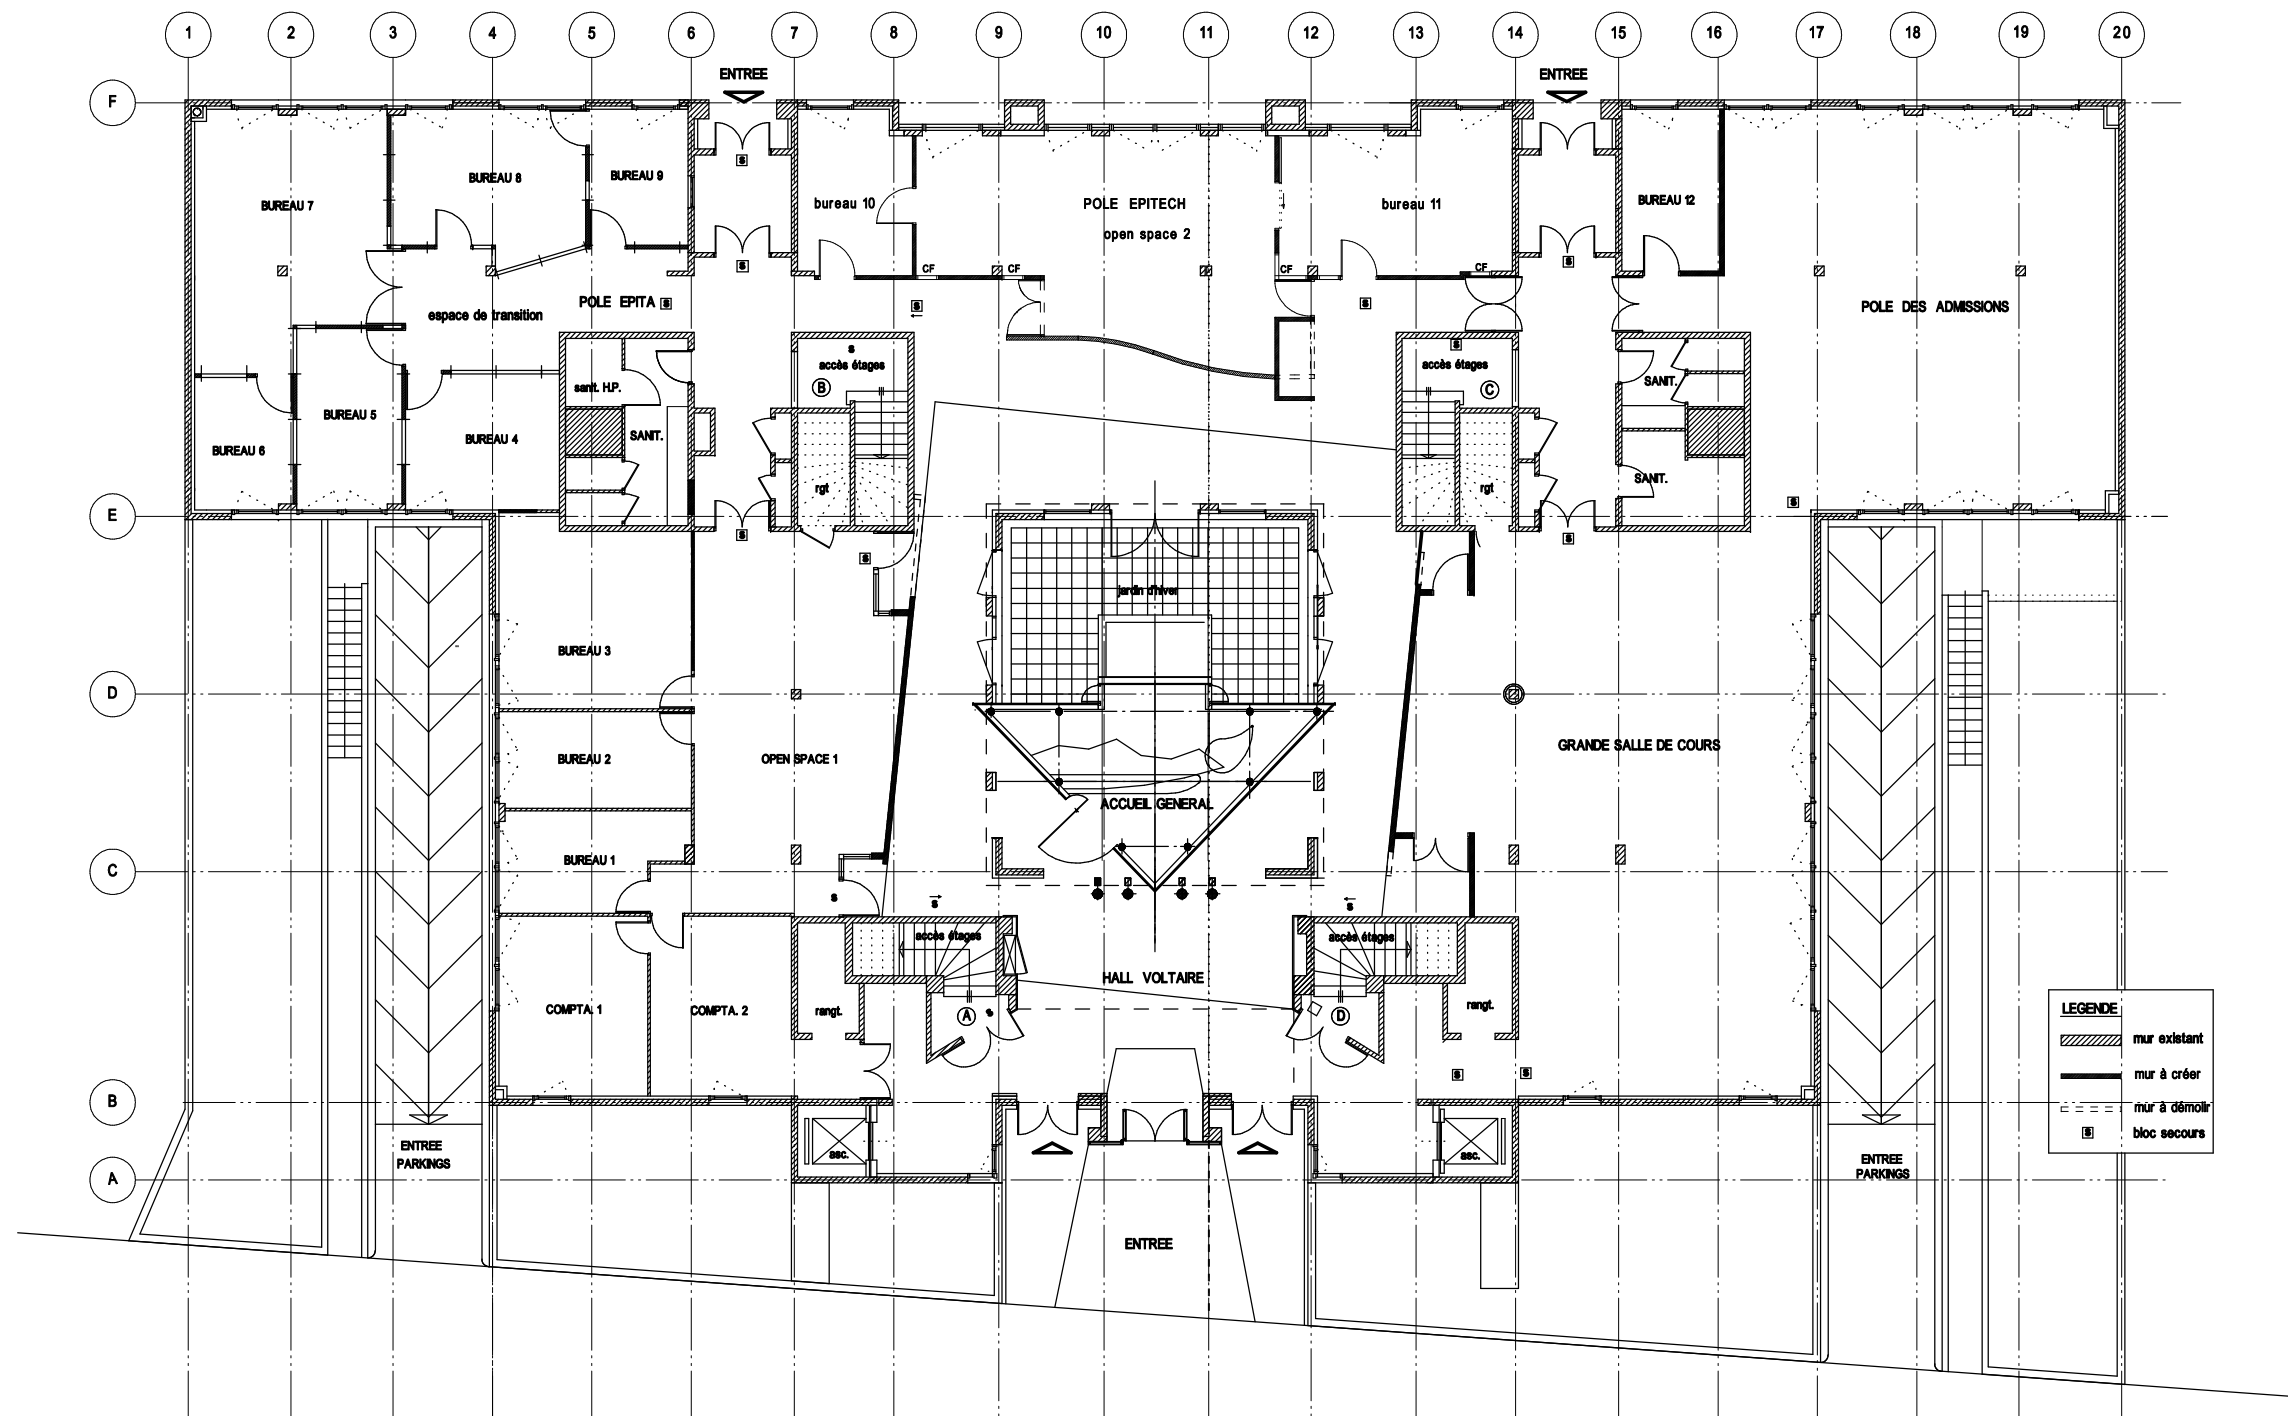 1 2 3 4 5 6 7 8 9 10 11 12 13 14 15 16 17 18 19 20
ENTREE
ENTREE
F
BUREAU 7
BUREAU 8
BUREAU 9
bureau 10
POLE EPITECH
open space 2
bureau 11
BUREAU 12
S
S
S
S
CF
CF
CF
CF
espace de transition
POLE EPITA
S
S
S
S
POLE DES ADMISSIONS
s
accès étages
B
accès étages
C
sanit. H.P.
SANIT.
SANIT.
SANIT.
BUREAU 6
BUREAU 5
BUREAU 4
rgt
rgt
S
E
S
S
S
jardin d'hiver
BUREAU 3
D
BUREAU 2
OPEN SPACE 1
GRANDE SALLE DE COURS
ACCUEIL GENERAL
BUREAU 1
C
s
s
s
accès étages
accès étages
HALL VOLTAIRE
COMPTA. 1
COMPTA. 2
rangt.
A
s
D
rangt.
S
S
LEGENDE
mur existant
mur à créer
mur à démolir
S bloc secours
B
asc.
asc.
ENTREE
PARKINGS
ENTREE
PARKINGS
A
ENTREE